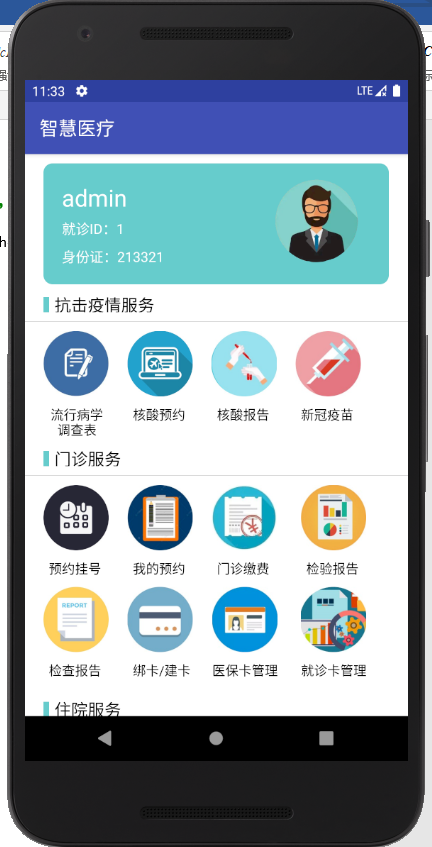 11:33
LTE
智慧医疗
admin
就诊ID：1
身份证：213321
抗击疫情服务
流行病学
调查表
核酸预约
核酸报告
新冠疫苗
门诊服务
预约挂号
我的预约
门诊缴费
检验报告
REPORT
检查报告
绑卡/建卡
医保卡管理
就诊卡管理
住院服务